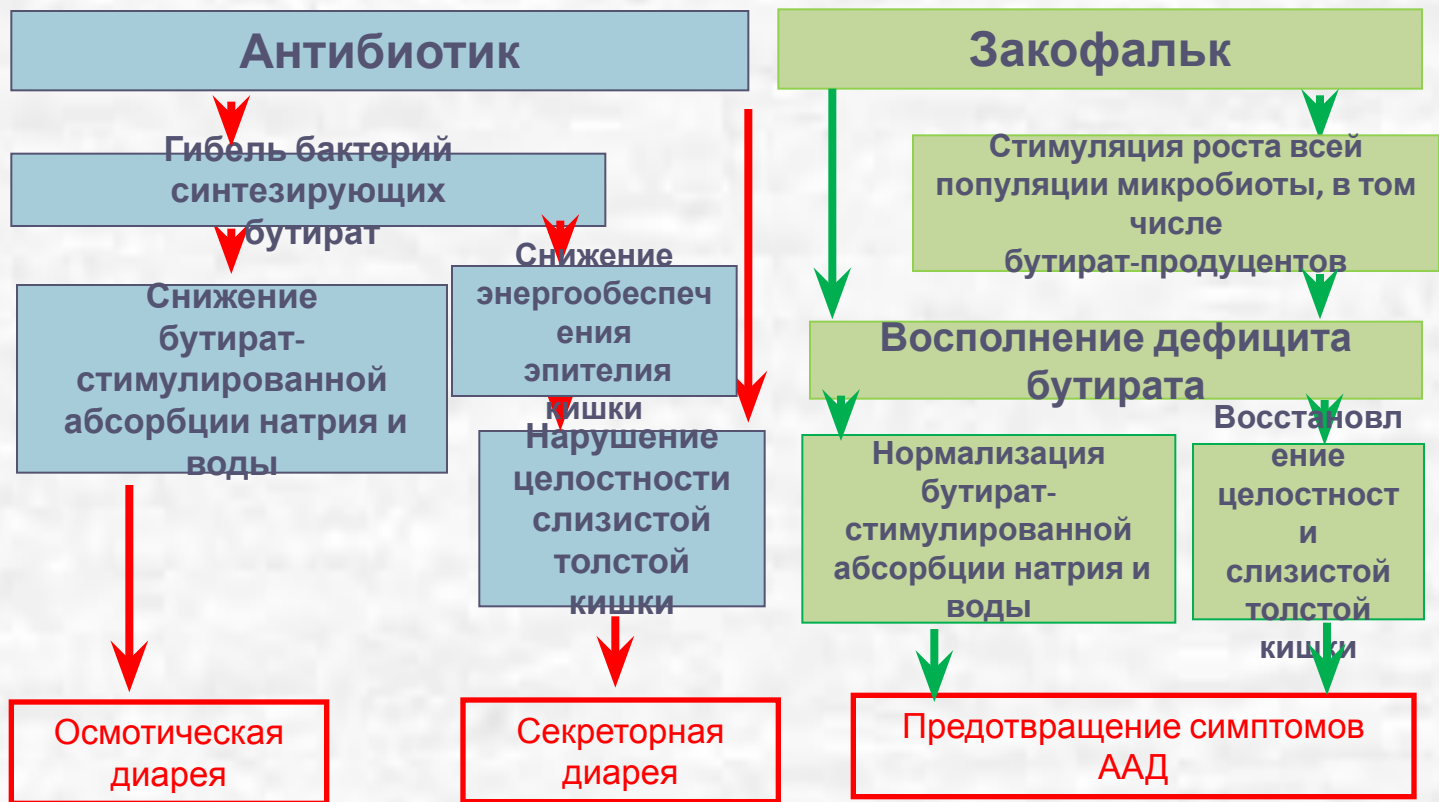 Антибиотик
Гибель бактерий
синтезирующих
бутират
Снижение
бутират-
стимулированной
абсорбции натрия и
воды
Снижение
энергообеспеч
ения
эпителия
кишки
Нарушение
целостности
слизистой
толстой
кишки
Осмотическая
диарея
Секреторная
диарея
Закофальк
Стимуляция роста всей
популяции микробиоты, в том
числе
бутират-продуцентов
Восполнение дефицита
бутирата
Нормализация
бутират-
стимулированной
абсорбции натрия и
воды
Восстановл
ение
целостност
и
слизистой
толстой
кишки
Предотвращение симптомов
ААД